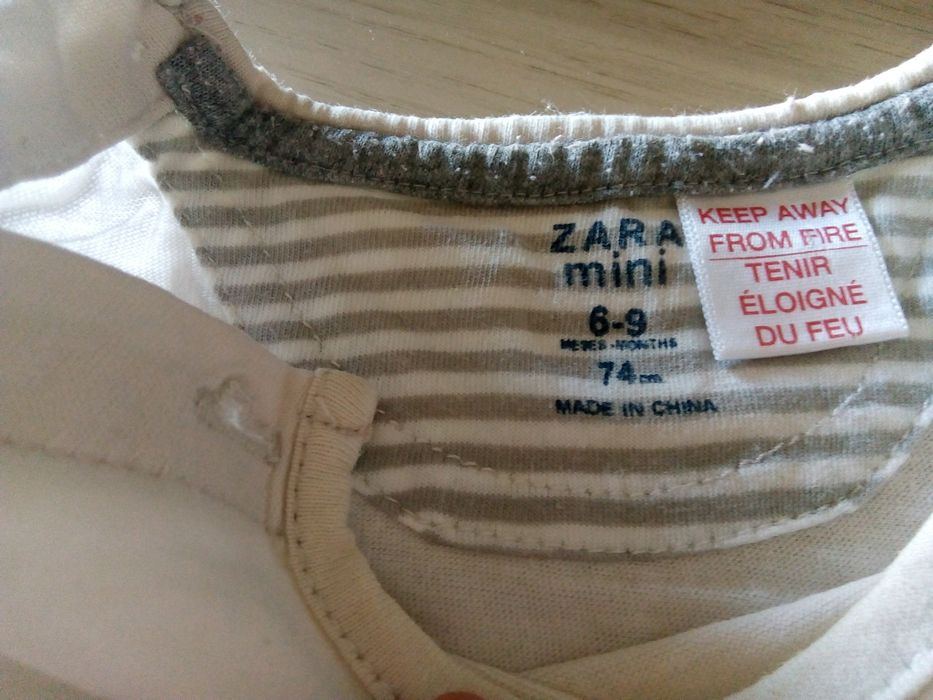 ZARA
mini
6-9
MESES-MONTHS
74cm
MADE IN CHINA
KEEP AWAY
FROM FIRE
TENIR
ÉLOIGNÉ
DU FEU